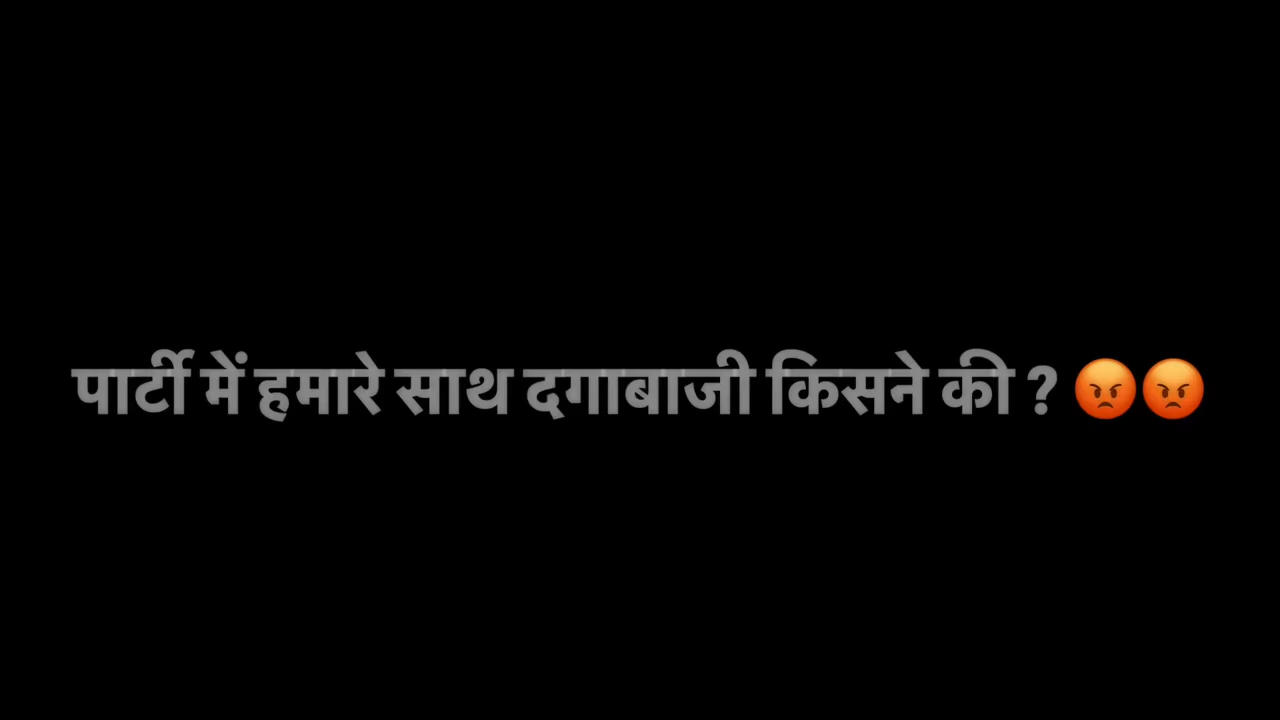 पार्टी में हमारे साथ दगाबाजी किसने की ? 😡😡